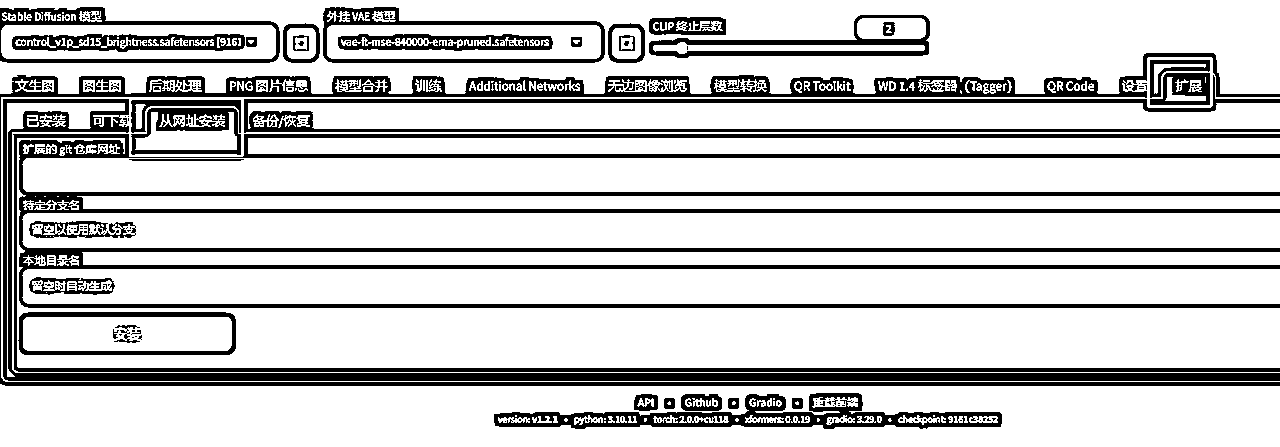 Stable Diffusion 模型
外挂 VAE 模型
CLIP 终止层数
2
control_v1p_sd15_brightness.safetensors [9161
vae-ft-mse-840000-ema-pruned.safetensors
文生图 图生图 后期处理 PNG 图片信息 模型合并 训练 Additional Networks 无边图像浏览 模型转换 QR Toolkit WD 1.4 标签器 (Tagger) QR Code 设置 扩展
已安装 可下载 从网址安装 备份/恢复
扩展的 git 仓库网址
特定分支名
留空以使用默认分支
本地目录名
留空时自动生成
安装
API • Github • Gradio • 重载前端
version: v1.2.1 • python: 3.10.11 • torch: 2.0.0+cu118 • xformers: 0.0.19 • gradio: 3.29.0 • checkpoint: 9161c38252